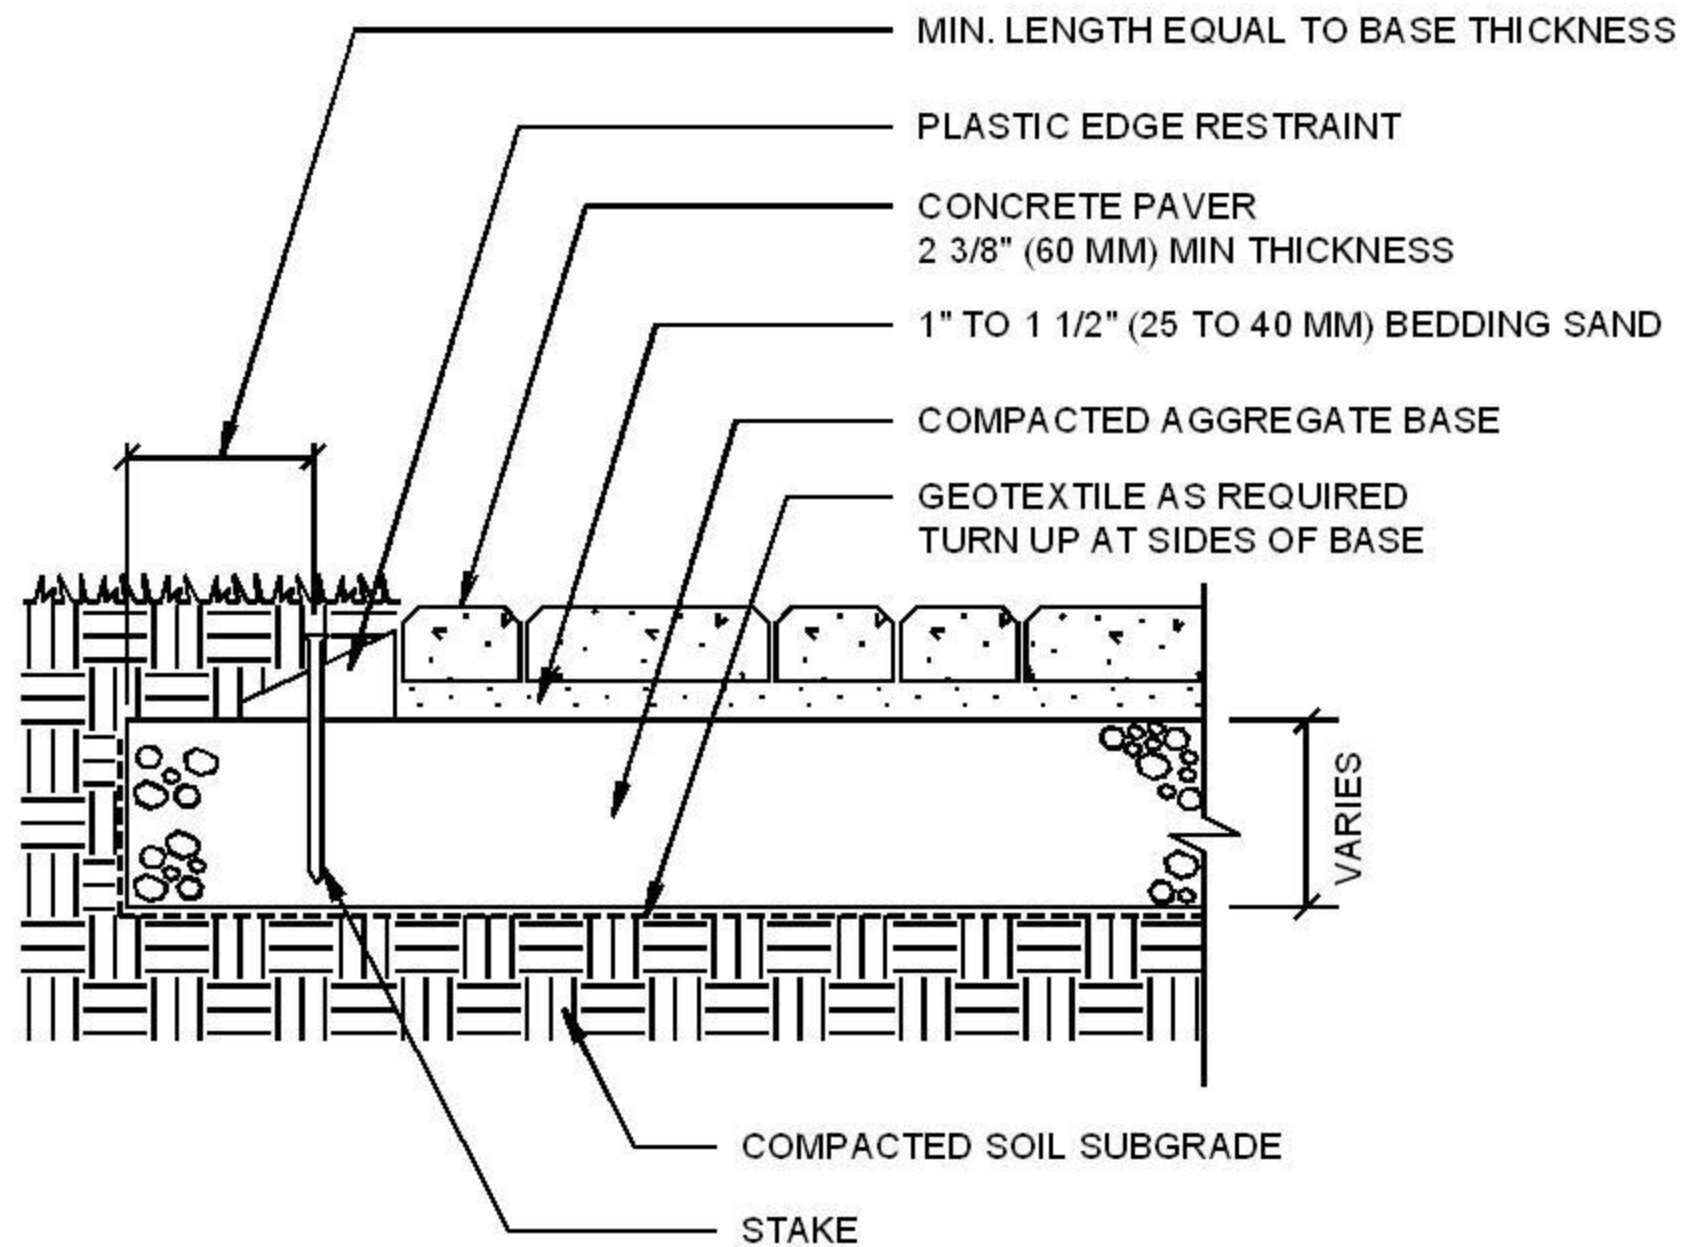 MIN. LENGTH EQUAL TO BASE THICKNESS
PLASTIC EDGE RESTRAINT
CONCRETE PAVER
2 3/8" (60 MM) MIN THICKNESS
1" TO 1 1/2" (25 TO 40 MM) BEDDING SAND
COMPACTED AGGREGATE BASE
GEOTEXTILE AS REQUIRED
TURN UP AT SIDES OF BASE
VARIES
COMPACTED SOIL SUBGRADE
STAKE